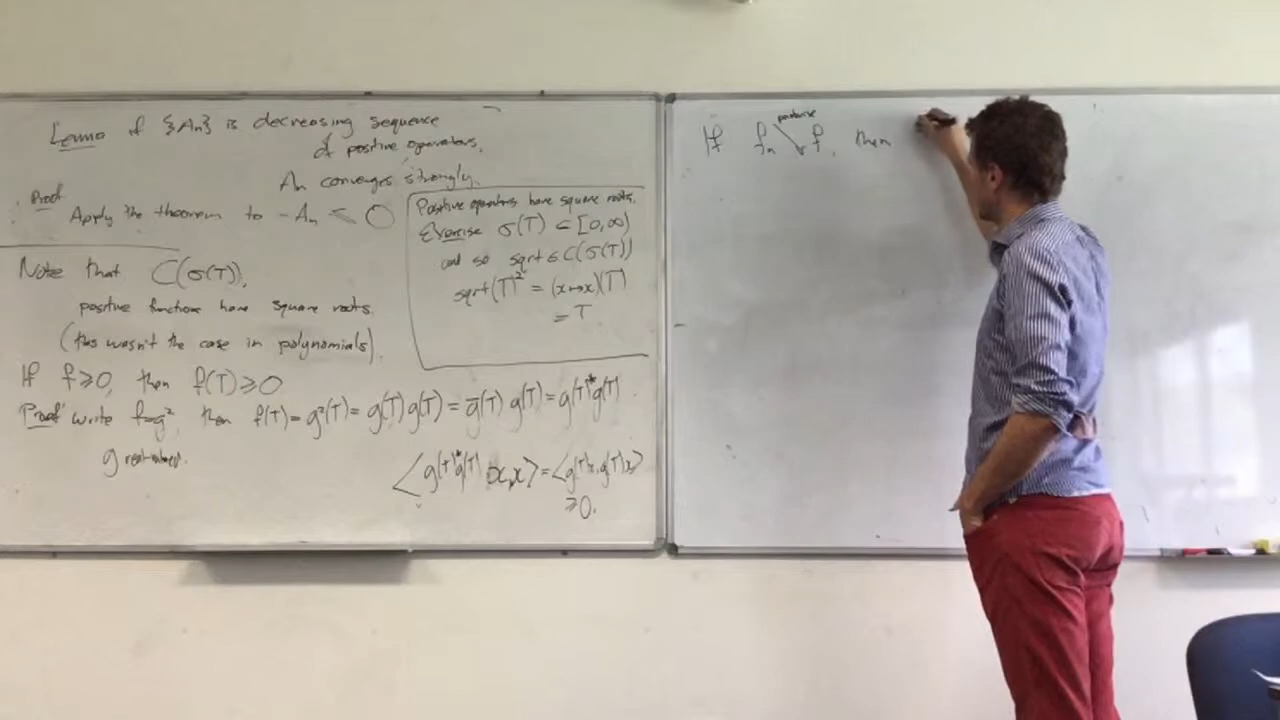 Lemma if {An} is decreasing sequence
of positive operators,
An converges strongly.
Proof
Apply the theorem to -An ≤ 0
Note that C(σ(T)),
positive functions have square roots.
(this wasn't the case in polynomials).
If f≥0, then f(T)≥0
Proof write f=g², then f(T)=g²(T)=g(T)g(T)=g̅(T)g(T)=g(T)*g(T)
g real-valued.
⟨g(T)*g(T)x,x⟩=⟨g(T)x,g(T)x⟩
≥0.
Positive operators have square roots.
Exercise σ(T)⊂[0,∞)
and so sqrt∈C(σ(T))
sqrt(T)²=(x↦x)(T)
=T
pointwise
If fn ↘ f, then